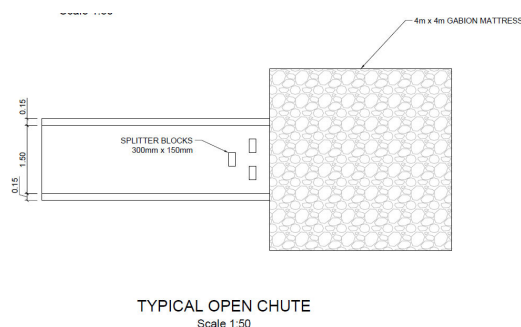 4m x 4m GABION MATTRESS
0.15
SPLITTER BLOCKS
300mm x 150mm
1.50
0.15
TYPICAL OPEN CHUTE
Scale 1:50